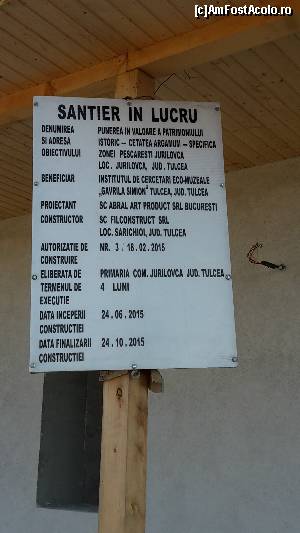 (c)AmFostAcolo.ro
SANTIER IN LUCRU
DENUMIREA PUNEREA IN VALOARE A PATRIMONIULUI
SI ADRESA ISTORIC - CETATEA ARGAMUM - SPECIFICA
OBIECTIVULUI ZONEI PESCARESTI JURILOVCA
LOC. JURILOVCA, JUD. TULCEA
BENEFICIAR INSTITUTUL DE CERCETARI ECO-MUZEALE
"GAVRILA SIMION" TULCEA, JUD. TULCEA
PROIECTANT SC ABRAL ART PRODUCT SRL BUCURESTI
CONSTRUCTOR SC FILCONSTRUCT SRL
LOC. SARICHIOI, JUD. TULCEA
AUTORIZATIE DE NR. 3. 18.02.2015
CONSTRUIRE
ELIBERATA DE PRIMARIA COM. JURILOVCA JUD. TULCEA
TERNENUL DE 4 LUNI
EXECUTIE
DATA INCEPERII 24.06.2015
CONSTRUCTIEI
DATA FINALIZARII 24.10.2015
CONSTRUCTIEI